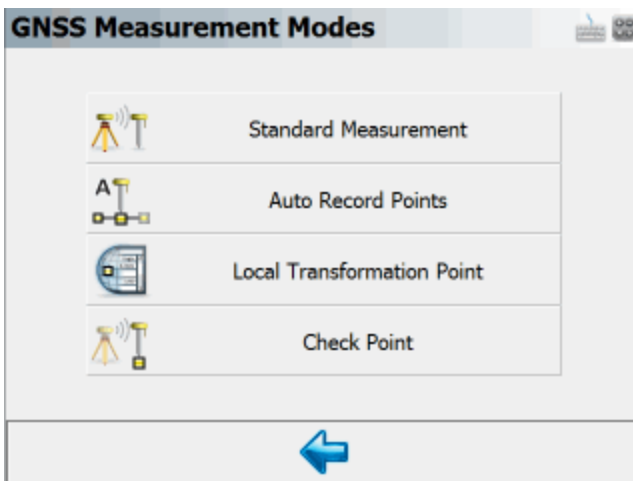 GNSS Measurement Modes
Standard Measurement
A
Auto Record Points
Local Transformation Point
Check Point